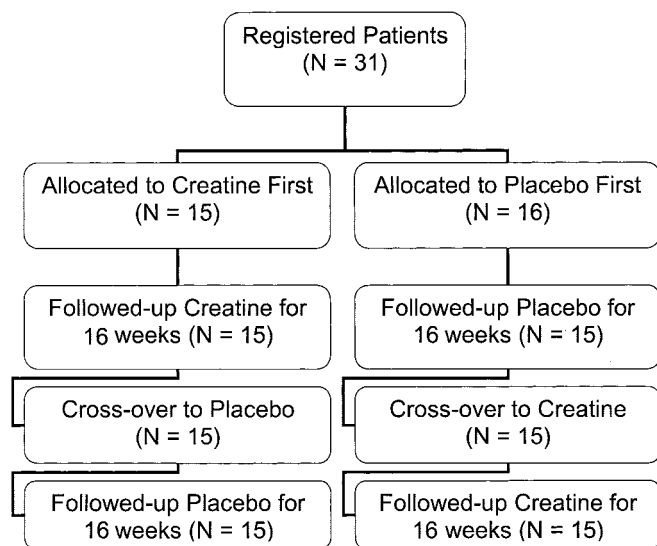 Registered Patients
(N = 31)
Allocated to Creatine First
(N = 15)
Allocated to Placebo First
(N = 16)
Followed-up Creatine for
16 weeks (N = 15)
Followed-up Placebo for
16 weeks (N = 15)
Cross-over to Placebo
(N = 15)
Cross-over to Creatine
(N = 15)
Followed-up Placebo for
16 weeks (N = 15)
Followed-up Creatine for
16 weeks (N = 15)